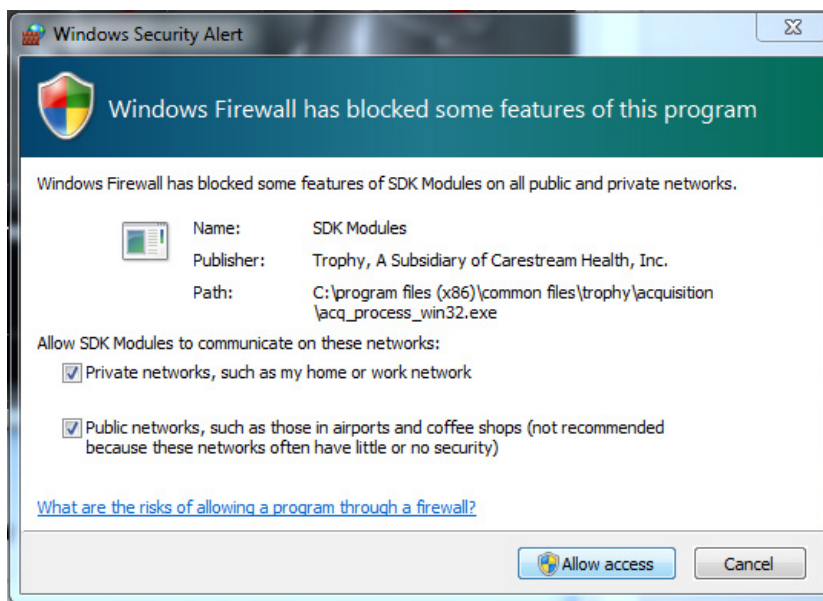 Windows Security Alert
Windows Firewall has blocked some features of this program
Windows Firewall has blocked some features of SDK Modules on all public and private networks.
Name: SDK Modules
Publisher: Trophy, A Subsidiary of Carestream Health, Inc.
Path: C:\program files (x86)\common files\trophy\acquisition
\acq_process_win32.exe
Allow SDK Modules to communicate on these networks:
Private networks, such as my home or work network
Public networks, such as those in airports and coffee shops (not recommended
because these networks often have little or no security)
What are the risks of allowing a program through a firewall?
Allow access Cancel